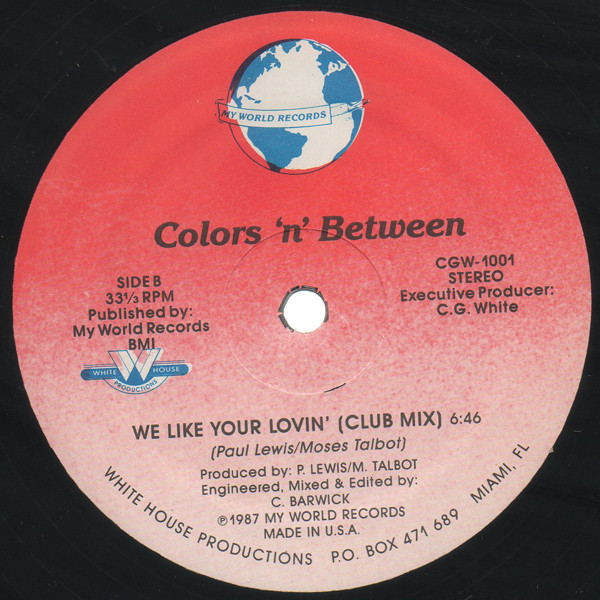 MY WORLD RECORDS
Colors 'n' Between
SIDE B
33⅓ RPM
Published by:
My World Records
BMI
WHITE W HOUSE
PRODUCTIONS
CGW-1001
STEREO
Executive Producer:
C.G. White
WE LIKE YOUR LOVIN' (CLUB MIX) 6:46
(Paul Lewis/Moses Talbot)
Produced by: P. LEWIS/M. TALBOT
Engineered, Mixed & Edited by:
C. BARWICK
℗1987 MY WORLD RECORDS
MADE IN U.S.A.
WHITE HOUSE PRODUCTIONS P.O. BOX 471 689 MIAMI, FL